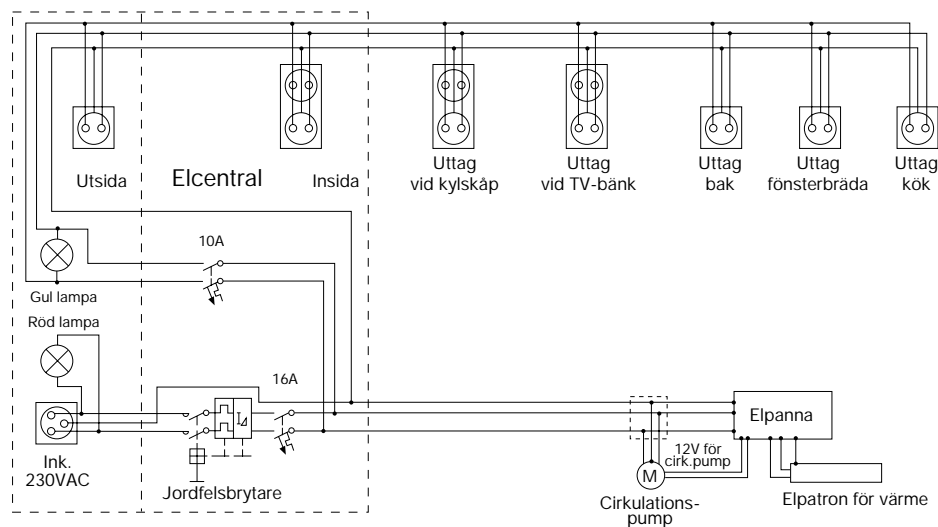 Utsida
Elcentral
Insida
Uttag
vid kylskåp
Uttag
vid TV-bänk
Uttag
bak
Uttag
fönsterbräda
Uttag
kök
10A
Gul lampa
Röd lampa
16A
I⊿
Ink.
230VAC
Jordfelsbrytare
Elpanna
12V för
cirk.pump
M
Cirkulations-
pump
Elpatron för värme